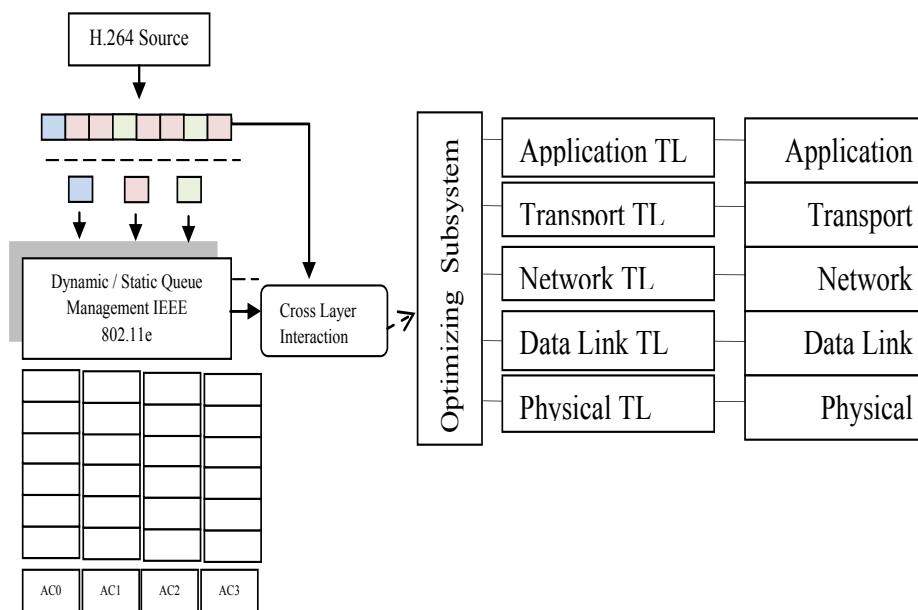 H.264 Source
Dynamic / Static Queue
Management IEEE
802.11e
Cross Layer
Interaction
Optimizing Subsystem
Application TL
Transport TL
Network TL
Data Link TL
Physical TL
Application
Transport
Network
Data Link
Physical
AC0
AC1
AC2
AC3